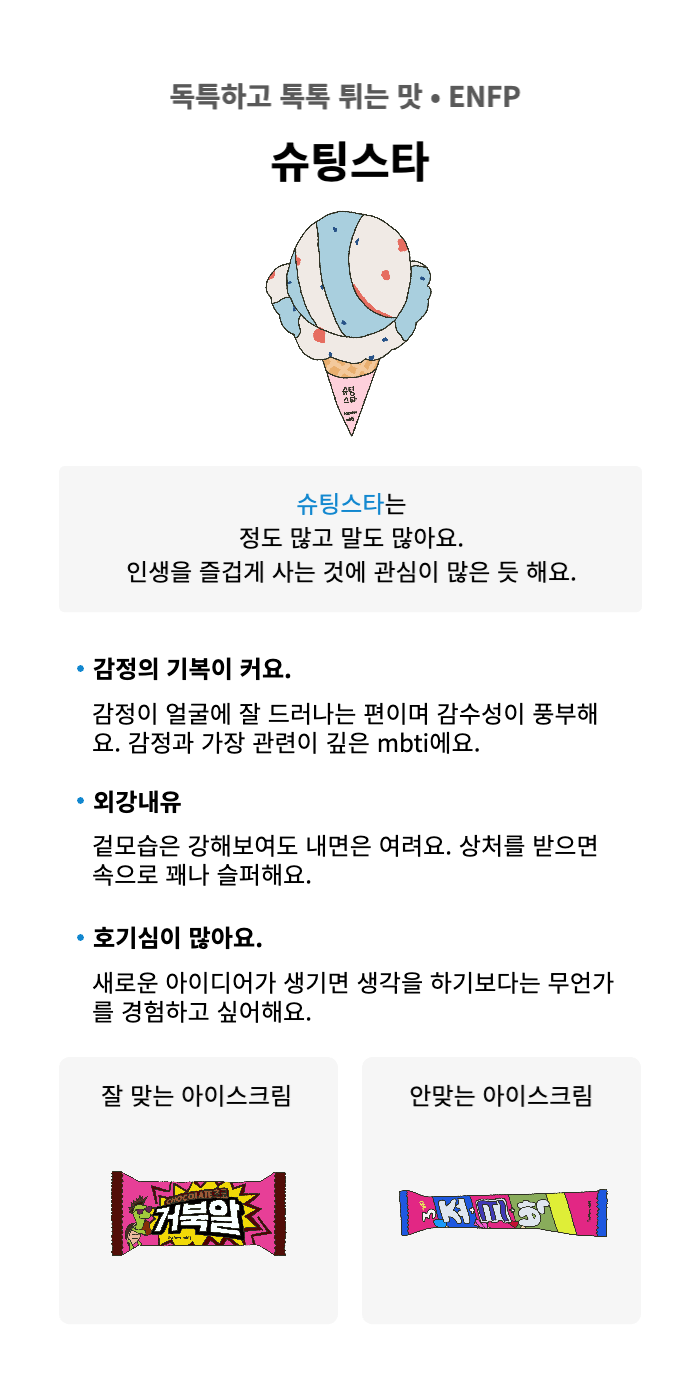 독특하고 톡톡 튀는 맛 • ENFP
슈팅스타
슈팅
스타
슈팅스타는
정도 많고 말도 많아요.
인생을 즐겁게 사는 것에 관심이 많은 듯 해요.
• 감정의 기복이 커요.
감정이 얼굴에 잘 드러나는 편이며 감수성이 풍부해
요. 감정과 가장 관련이 깊은 mbti에요.
• 외강내유
겉모습은 강해보여도 내면은 여려요. 상처를 받으면
속으로 꽤나 슬퍼해요.
• 호기심이 많아요.
새로운 아이디어가 생기면 생각을 하기보다는 무언가
를 경험하고 싶어해요.
잘 맞는 아이스크림
안맞는 아이스크림
CHOCOLATE
거북알